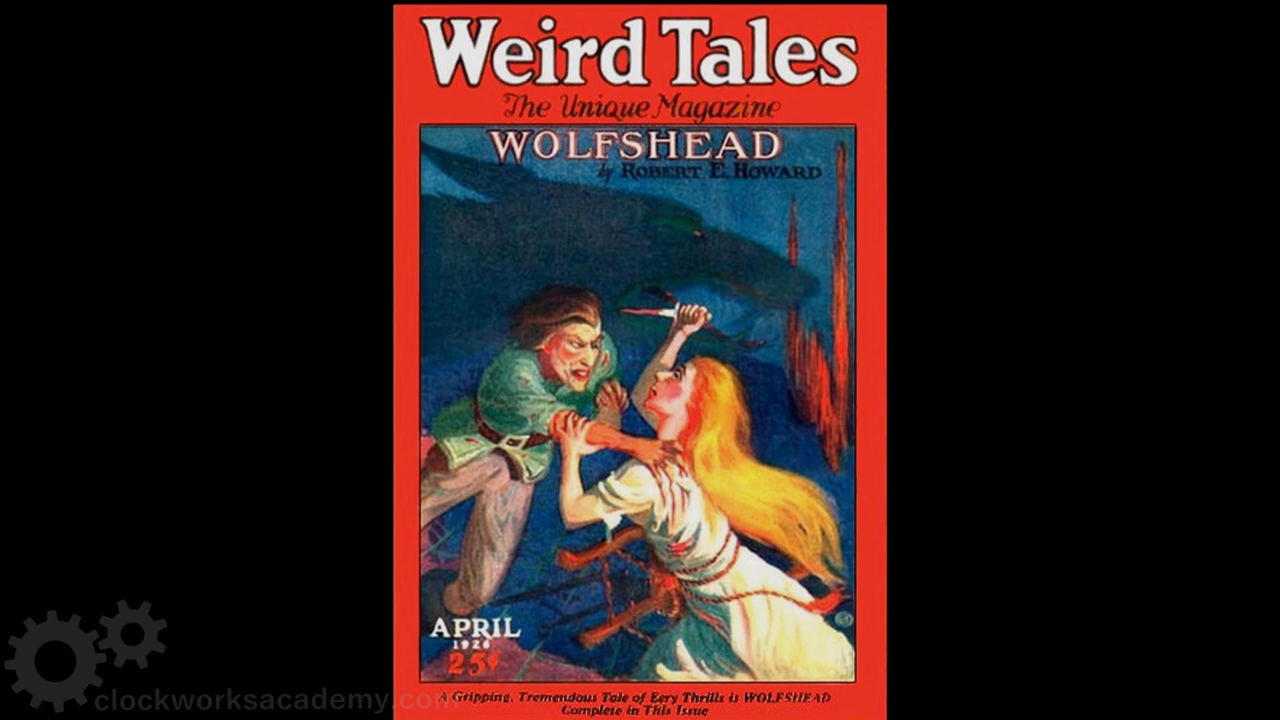 Weird Tales
The Unique Magazine
WOLFSHEAD
by ROBERT E. HOWARD
APRIL
1926
25¢
A Gripping, Tremendous Tale of Eery Thrills is WOLFSHEAD
Complete in This Issue
clockworksacademy.com